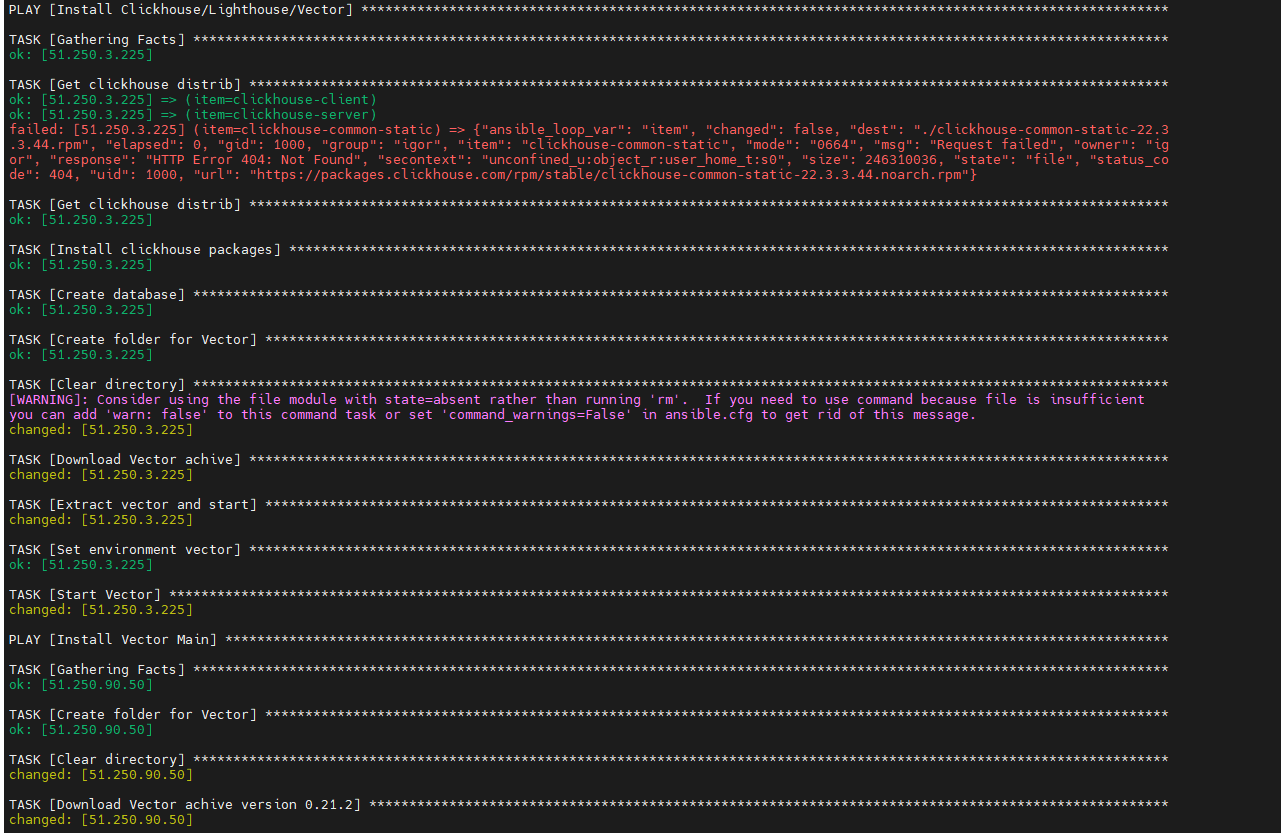 PLAY [Install Clickhouse/Lighthouse/Vector] *****************************************************************************************************
TASK [Gathering Facts] **************************************************************************************************************************
ok: [51.250.3.225]
TASK [Get clickhouse distrib] *******************************************************************************************************************
ok: [51.250.3.225] => (item=clickhouse-client)
ok: [51.250.3.225] => (item=clickhouse-server)
failed: [51.250.3.225] (item=clickhouse-common-static) => {"ansible_loop_var": "item", "changed": false, "dest": "./clickhouse-common-static-22.3
.3.44.rpm", "elapsed": 0, "gid": 1000, "group": "igor", "item": "clickhouse-common-static", "mode": "0664", "msg": "Request failed", "owner": "ig
or", "response": "HTTP Error 404: Not Found", "secontext": "unconfined_u:object_r:user_home_t:s0", "size": 246310036, "state": "file", "status_co
de": 404, "uid": 1000, "url": "https://packages.clickhouse.com/rpm/stable/clickhouse-common-static-22.3.3.44.noarch.rpm"}
TASK [Get clickhouse distrib] *******************************************************************************************************************
ok: [51.250.3.225]
TASK [Install clickhouse packages] **************************************************************************************************************
ok: [51.250.3.225]
TASK [Create database] **************************************************************************************************************************
ok: [51.250.3.225]
TASK [Create folder for Vector] *****************************************************************************************************************
ok: [51.250.3.225]
TASK [Clear directory] **************************************************************************************************************************
[WARNING]: Consider using the file module with state=absent rather than running 'rm'.  If you need to use command because file is insufficient
you can add 'warn: false' to this command task or set 'command_warnings=False' in ansible.cfg to get rid of this message.
changed: [51.250.3.225]
TASK [Download Vector achive] *******************************************************************************************************************
changed: [51.250.3.225]
TASK [Extract vector and start] *****************************************************************************************************************
changed: [51.250.3.225]
TASK [Set environment vector] *******************************************************************************************************************
ok: [51.250.3.225]
TASK [Start Vector] *****************************************************************************************************************************
changed: [51.250.3.225]
PLAY [Install Vector Main] **********************************************************************************************************************
TASK [Gathering Facts] **************************************************************************************************************************
ok: [51.250.90.50]
TASK [Create folder for Vector] *****************************************************************************************************************
ok: [51.250.90.50]
TASK [Clear directory] **************************************************************************************************************************
changed: [51.250.90.50]
TASK [Download Vector achive version 0.21.2] ****************************************************************************************************
changed: [51.250.90.50]